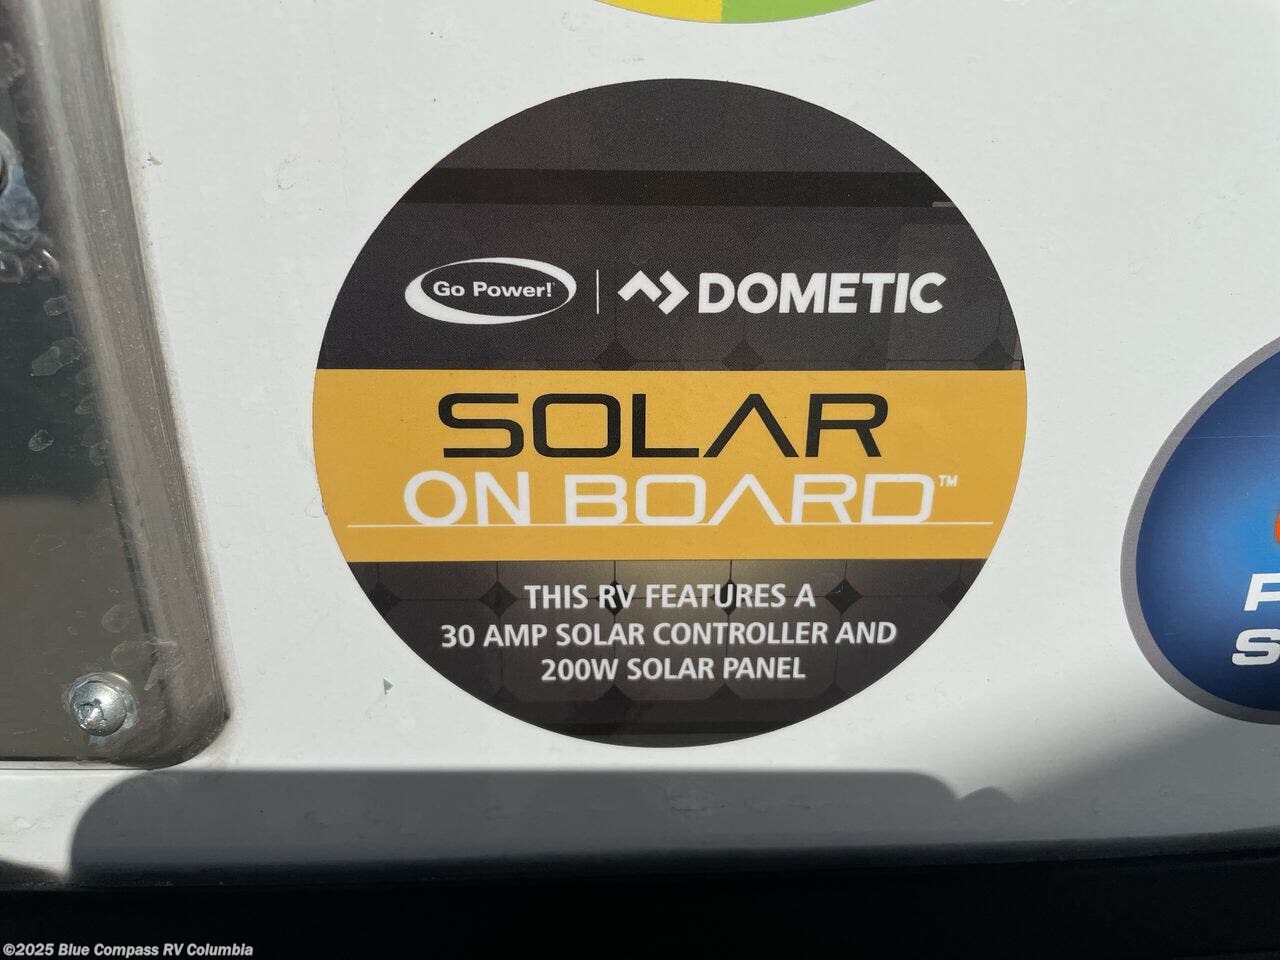 Go Power!
DOMETIC
SOLAR
ON BOARD™
THIS RV FEATURES A
30 AMP SOLAR CONTROLLER AND
200W SOLAR PANEL
©2025 Blue Compass RV Columbia